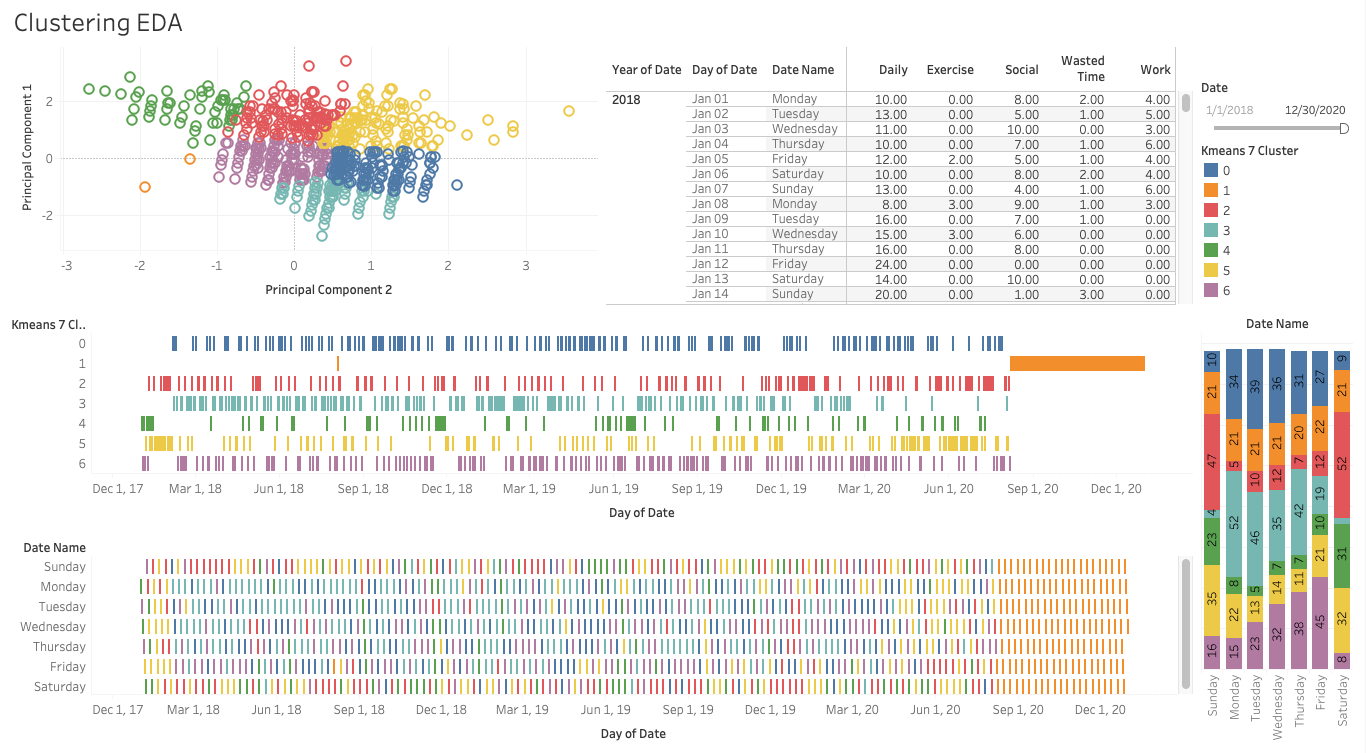 Clustering EDA
Principal Component 1
2
0
-2
-3 -2 -1 0 1 2 3
Principal Component 2
Year of Date Day of Date Date Name Daily Exercise Social Wasted Time Work
2018 Jan 01 Monday 10.00 0.00 8.00 2.00 4.00
Jan 02 Tuesday 13.00 0.00 5.00 1.00 5.00
Jan 03 Wednesday 11.00 0.00 10.00 0.00 3.00
Jan 04 Thursday 10.00 0.00 7.00 1.00 6.00
Jan 05 Friday 12.00 2.00 5.00 1.00 4.00
Jan 06 Saturday 10.00 0.00 8.00 2.00 4.00
Jan 07 Sunday 13.00 0.00 4.00 1.00 6.00
Jan 08 Monday 8.00 3.00 9.00 1.00 3.00
Jan 09 Tuesday 16.00 0.00 7.00 1.00 0.00
Jan 10 Wednesday 15.00 3.00 6.00 0.00 0.00
Jan 11 Thursday 16.00 0.00 8.00 0.00 0.00
Jan 12 Friday 24.00 0.00 0.00 0.00 0.00
Jan 13 Saturday 14.00 0.00 10.00 0.00 0.00
Jan 14 Sunday 20.00 0.00 1.00 3.00 0.00
Date
1/1/2018 12/30/2020
Kmeans 7 Cluster
0
1
2
3
4
5
6
Kmeans 7 Cl..
0
1
2
3
4
5
6
Dec 1, 17 Mar 1, 18 Jun 1, 18 Sep 1, 18 Dec 1, 18 Mar 1, 19 Jun 1, 19 Sep 1, 19 Dec 1, 19 Mar 1, 20 Jun 1, 20 Sep 1, 20 Dec 1, 20
Day of Date
Date Name
Sunday
Monday
Tuesday
Wednesday
Thursday
Friday
Saturday
Dec 1, 17 Mar 1, 18 Jun 1, 18 Sep 1, 18 Dec 1, 18 Mar 1, 19 Jun 1, 19 Sep 1, 19 Dec 1, 19 Mar 1, 20 Jun 1, 20 Sep 1, 20 Dec 1, 20
Day of Date
Date Name
10 21 47 4 23 35 16
34 21 5 52 8 22 15
39 21 10 46 5 13 23
36 21 12 35 7 14 32
31 20 7 42 7 11 38
27 22 12 19 10 21 45
9 21 52 31 32 8
Sunday
Monday
Tuesday
Wednesday
Thursday
Friday
Saturday